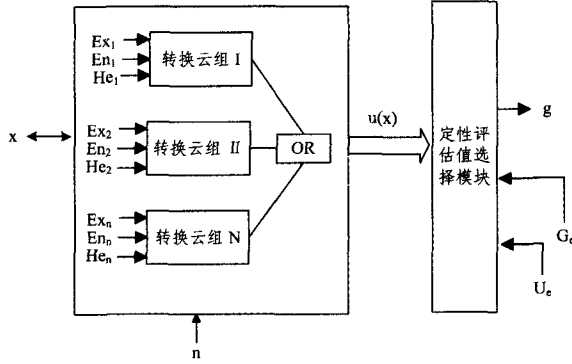 Ex₁
En₁
He₁
转换云组 I
x
Ex₂
En₂
He₂
转换云组 II
OR
u(x)
Exₙ
Enₙ
Heₙ
转换云组 N
n
定性评
估值选
择模块
g
Gₑ
Uₑ